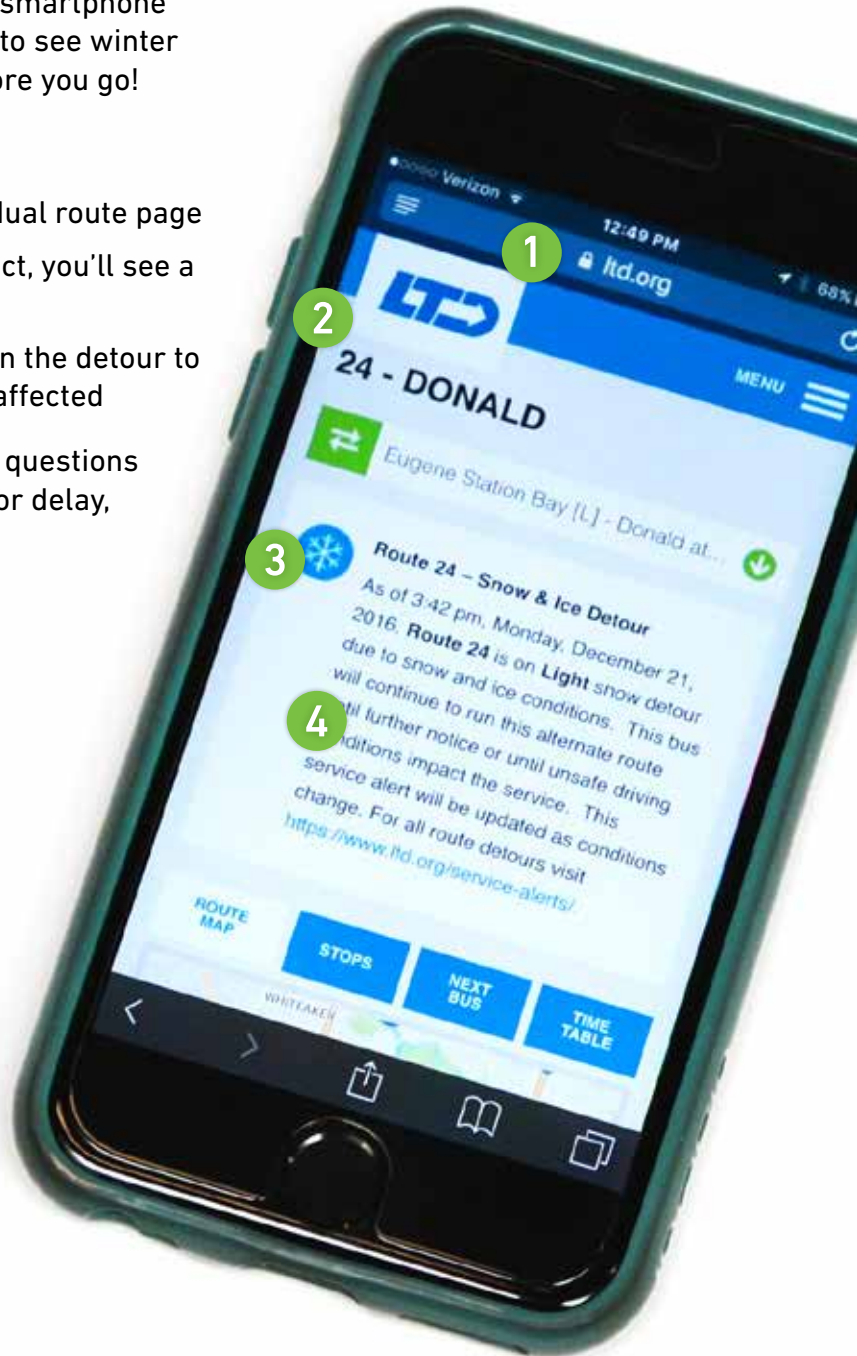 smartphone
to see winter
ore you go!
dual route page
ct, you'll see a
n the detour to
affected
questions
or delay,
Verizon
12:49 PM
68%
1
ltd.org
LTD
MENU
2
24 - DONALD
Eugene Station Bay [L] - Donald at...
3
Route 24 – Snow & Ice Detour
As of 3:42 pm, Monday, December 21,
2016, Route 24 is on Light snow detour
due to snow and ice conditions. This bus
will continue to run this alternate route
4
til further notice or until unsafe driving
nditions impact the service. This
service alert will be updated as conditions
change. For all route detours visit
https://www.ltd.org/service-alerts/.
ROUTE
MAP
STOPS
NEXT
BUS
TIME
TABLE
WHITEAKER